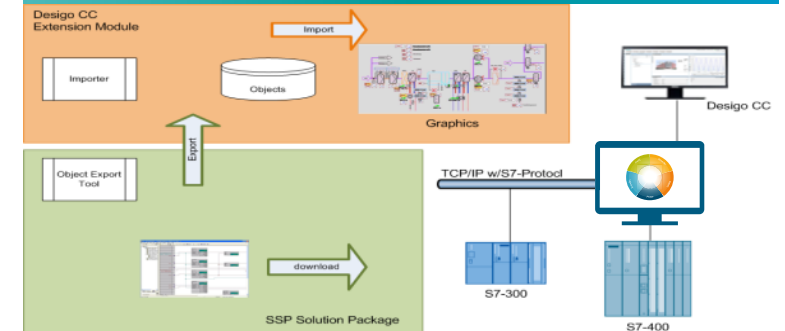 Desigo CC
Extension Module
Import
Importer
Objects
Graphics
Desigo CC
Export
Object Export
Tool
TCP/IP w/S7-Protocl
download
S7-300
SSP Solution Package
S7-400